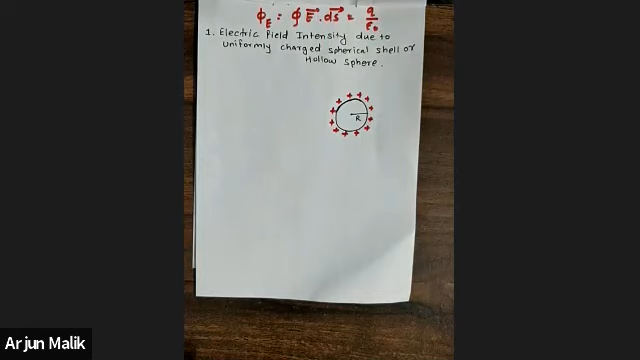 ϕE = ∮ E⃗ . ds⃗ = q/ε₀
1. Electric Field Intensity due to
uniformly charged spherical shell or
Hollow Sphere.
+ + + + + + + + + + + + +
R
Arjun Malik